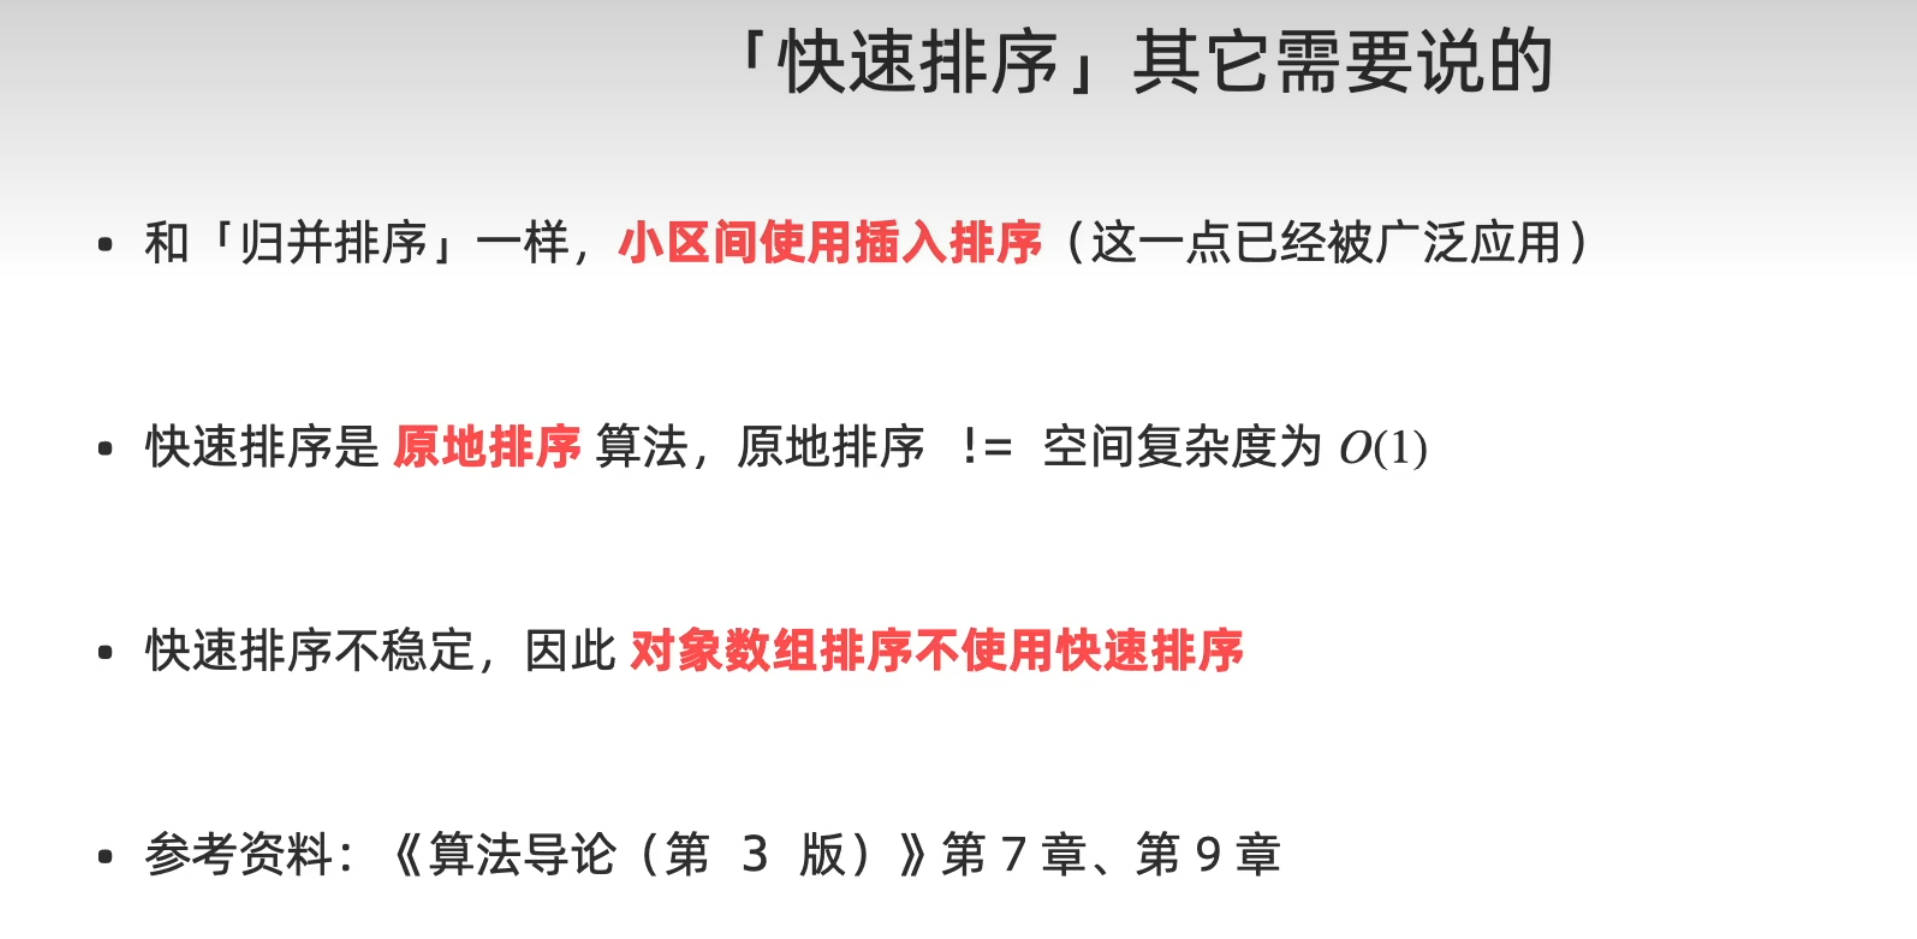 「快速排序」其它需要说的
• 和「归并排序」一样，小区间使用插入排序（这一点已经被广泛应用）
• 快速排序是 原地排序 算法，原地排序 != 空间复杂度为 O(1)
• 快速排序不稳定，因此 对象数组排序不使用快速排序
• 参考资料：《算法导论（第 3 版）》第 7 章、第 9 章